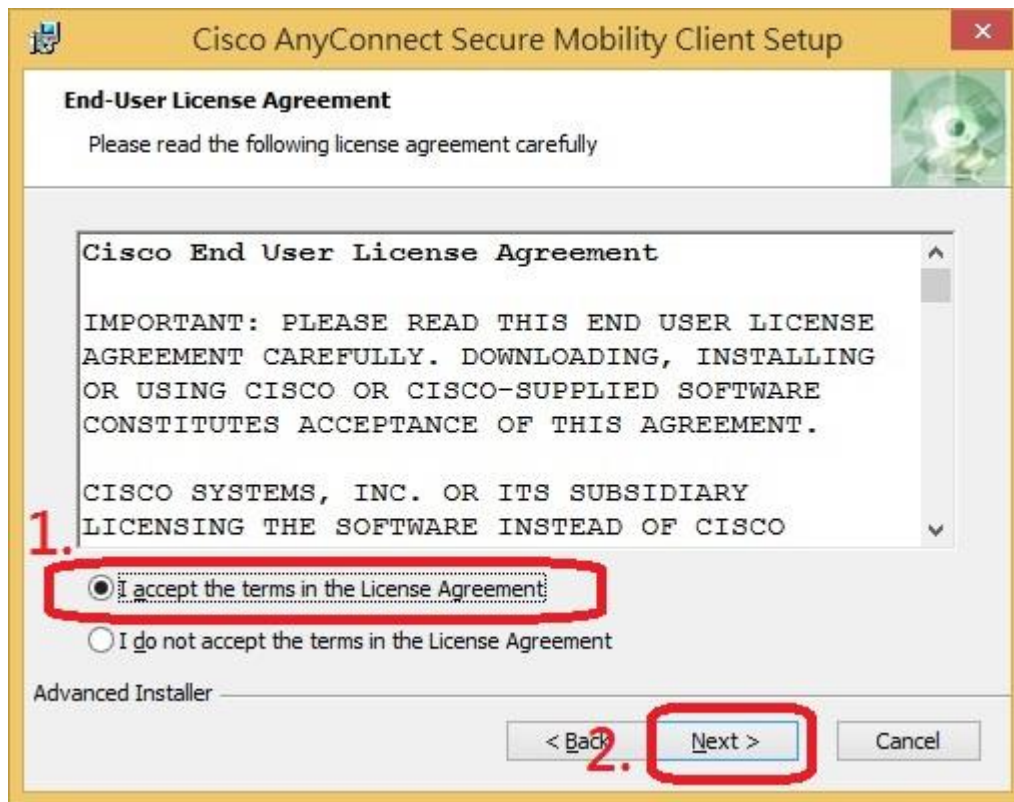 Cisco AnyConnect Secure Mobility Client Setup
End-User License Agreement
Please read the following license agreement carefully
Cisco End User License Agreement
IMPORTANT: PLEASE READ THIS END USER LICENSE
AGREEMENT CAREFULLY. DOWNLOADING, INSTALLING
OR USING CISCO OR CISCO-SUPPLIED SOFTWARE
CONSTITUTES ACCEPTANCE OF THIS AGREEMENT.
CISCO SYSTEMS, INC. OR ITS SUBSIDIARY
LICENSING THE SOFTWARE INSTEAD OF CISCO
1.
I accept the terms in the License Agreement
I do not accept the terms in the License Agreement
Advanced Installer
< Back 2. Next > Cancel